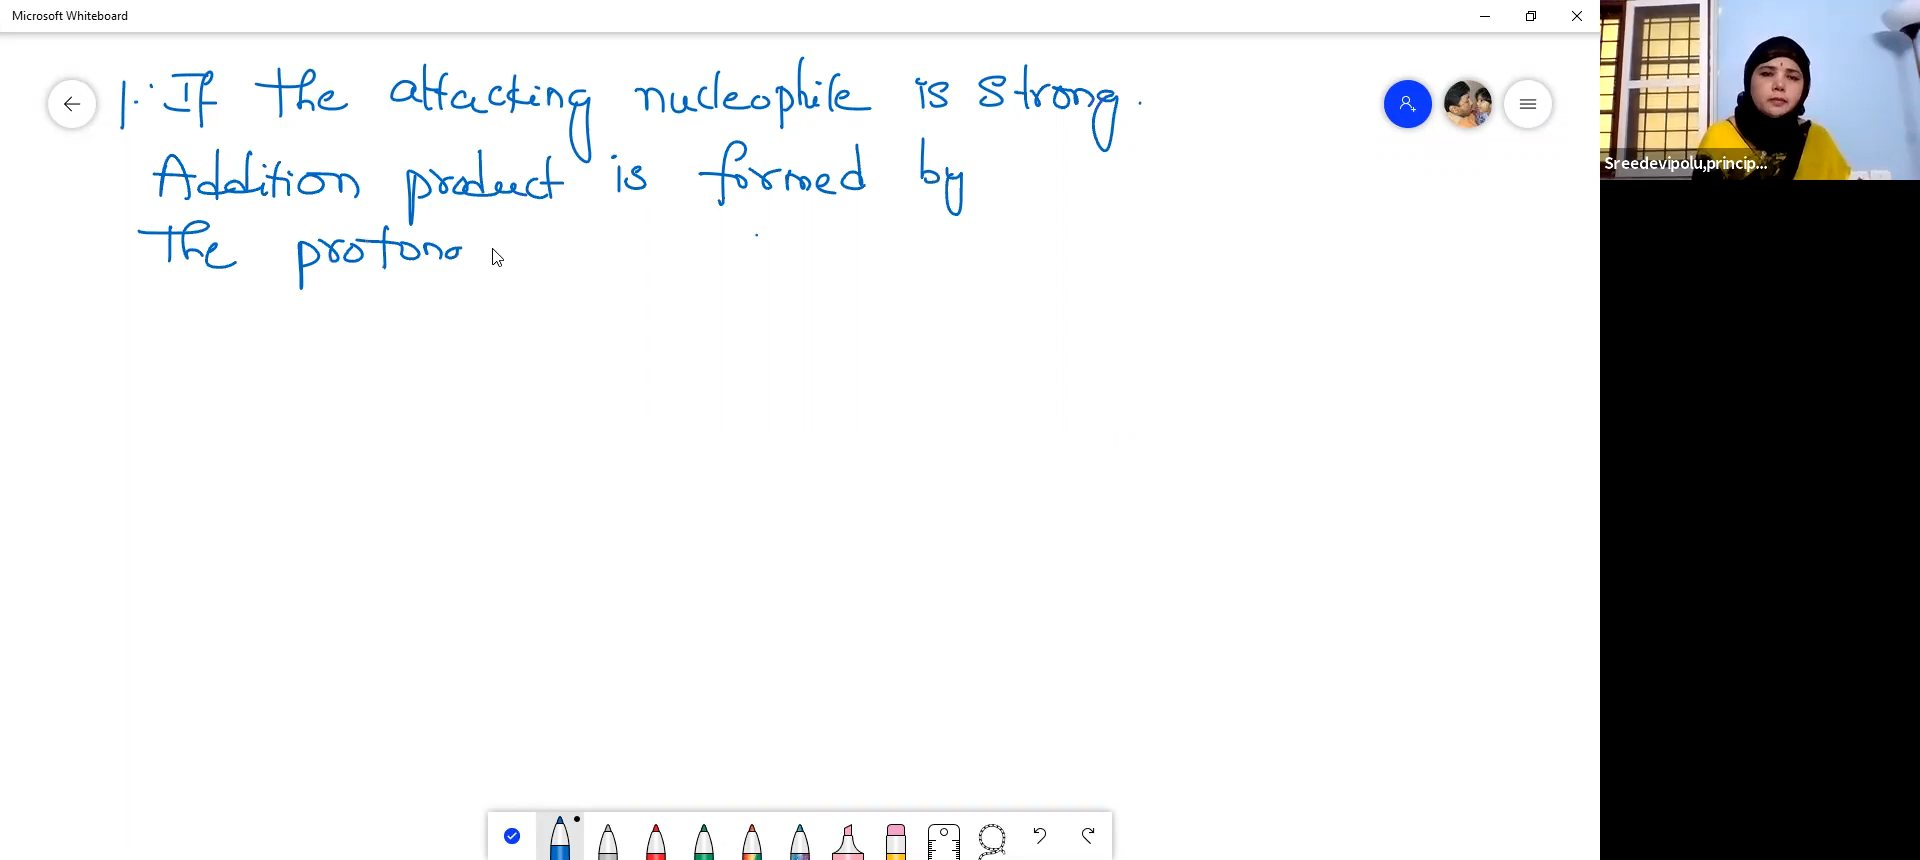 Microsoft Whiteboard
1. If the attacking nucleophile is strong.
Addition product is formed by
The protona
Sreedevipolu,princip...